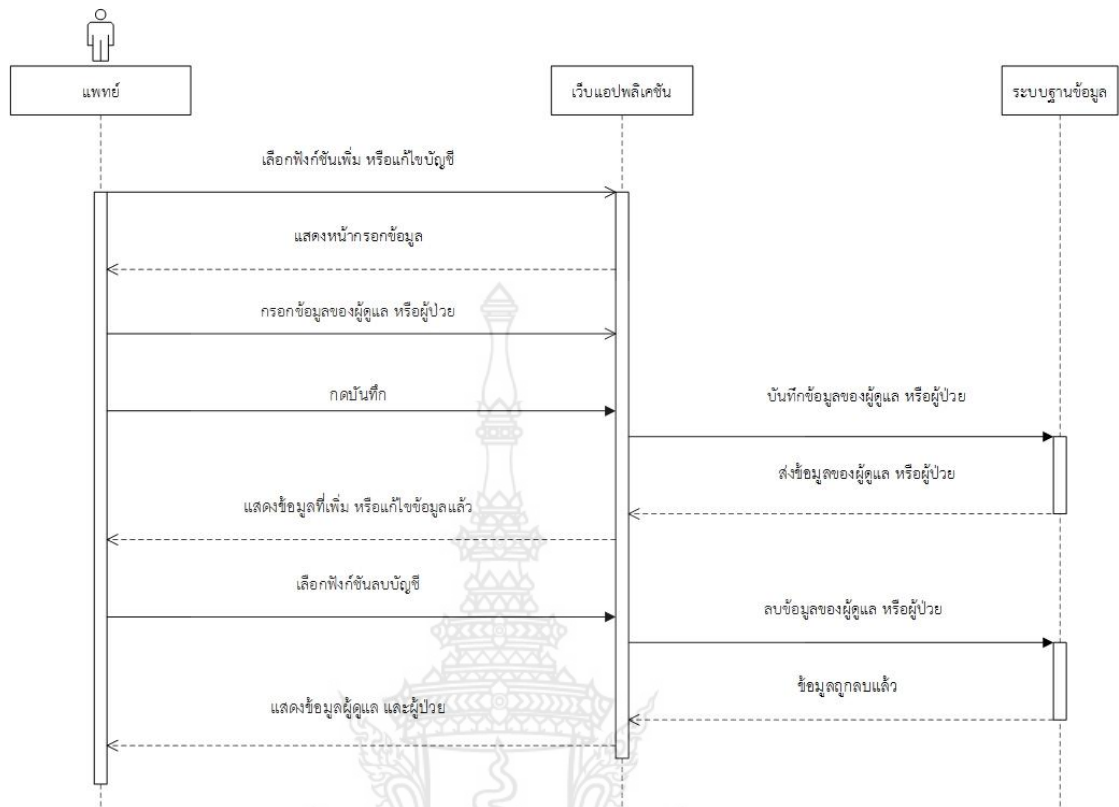 แพทย์
เว็บแอปพลิเคชัน
ระบบฐานข้อมูล
เลือกฟังก์ชันเพิ่ม หรือแก้ไขบัญชี
แสดงหน้ากรอกข้อมูล
กรอกข้อมูลของผู้ดูแล หรือผู้ป่วย
กดบันทึก
บันทึกข้อมูลของผู้ดูแล หรือผู้ป่วย
ส่งข้อมูลของผู้ดูแล หรือผู้ป่วย
แสดงข้อมูลที่เพิ่ม หรือแก้ไขข้อมูลแล้ว
เลือกฟังก์ชันลบบัญชี
ลบข้อมูลของผู้ดูแล หรือผู้ป่วย
ข้อมูลถูกลบแล้ว
แสดงข้อมูลผู้ดูแล และผู้ป่วย